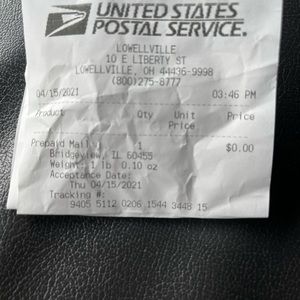 UNITED STATES
POSTAL SERVICE.
LOWELLVILLE
10 E LIBERTY ST
LOWELLVILLE, OH 44436-9998
(800)275-8777
04/15/2021 03:46 PM
Product Qty Unit Price
Price
Prepaid Mail 1 $0.00
Bridgeview, IL 60455
Weight: 1 lb 0.10 oz
Acceptance Date:
Thu 04/15/2021
Tracking #:
9405 5112 0206 1544 3448 15